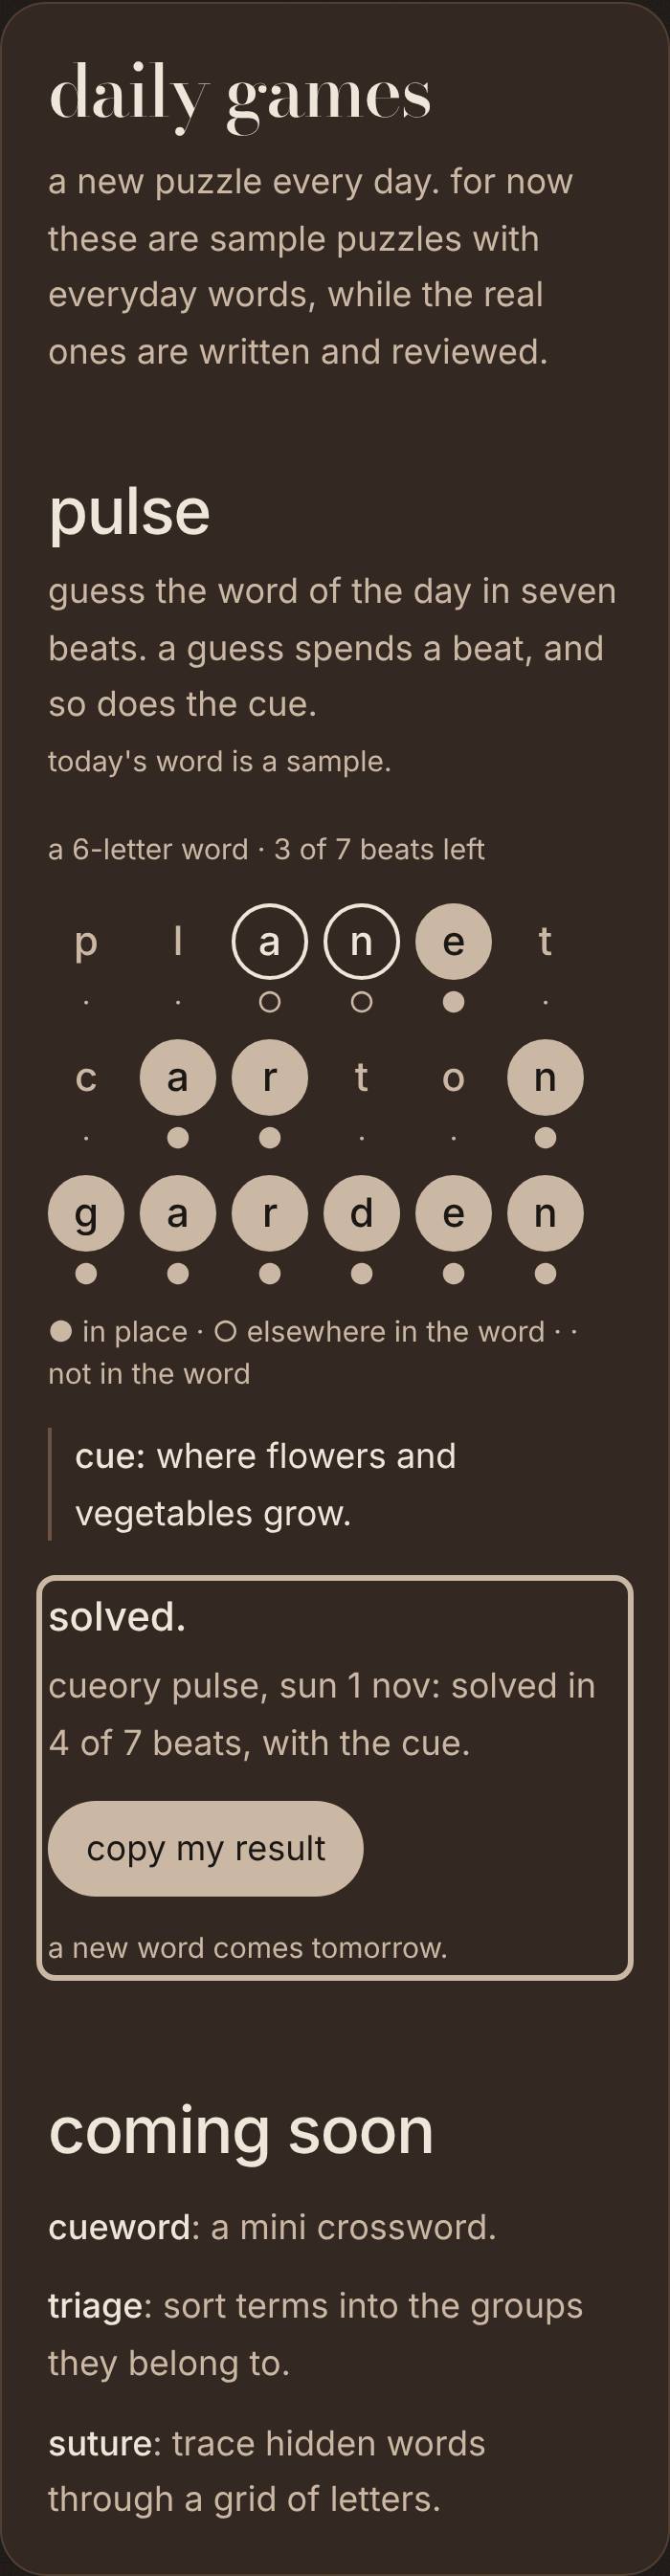 daily games
a new puzzle every day. for now
these are sample puzzles with
everyday words, while the real
ones are written and reviewed.
pulse
guess the word of the day in seven
beats. a guess spends a beat, and
so does the cue.
today's word is a sample.
a 6-letter word · 3 of 7 beats left
p l a n e t
· · ○ ○ ● ·
c a r t o n
· ● ● · · ●
g a r d e n
● ● ● ● ● ●
● in place · ○ elsewhere in the word · ·
not in the word
cue: where flowers and
vegetables grow.
solved.
cueory pulse, sun 1 nov: solved in
4 of 7 beats, with the cue.
copy my result
a new word comes tomorrow.
coming soon
cueword: a mini crossword.
triage: sort terms into the groups
they belong to.
suture: trace hidden words
through a grid of letters.